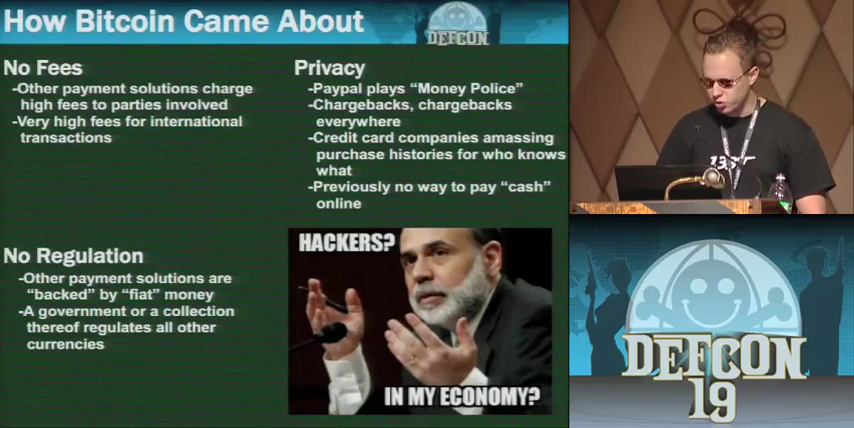 How Bitcoin Came About
DEFCON
No Fees
-Other payment solutions charge
high fees to parties involved
-Very high fees for international
transactions
Privacy
-Paypal plays “Money Police”
-Chargebacks, chargebacks
everywhere
-Credit card companies amassing
purchase histories for who knows
what
-Previously no way to pay “cash”
online
No Regulation
-Other payment solutions are
“backed” by “fiat” money
-A government or a collection
thereof regulates all other
currencies
HACKERS?
IN MY ECONOMY?
DEFCON
19